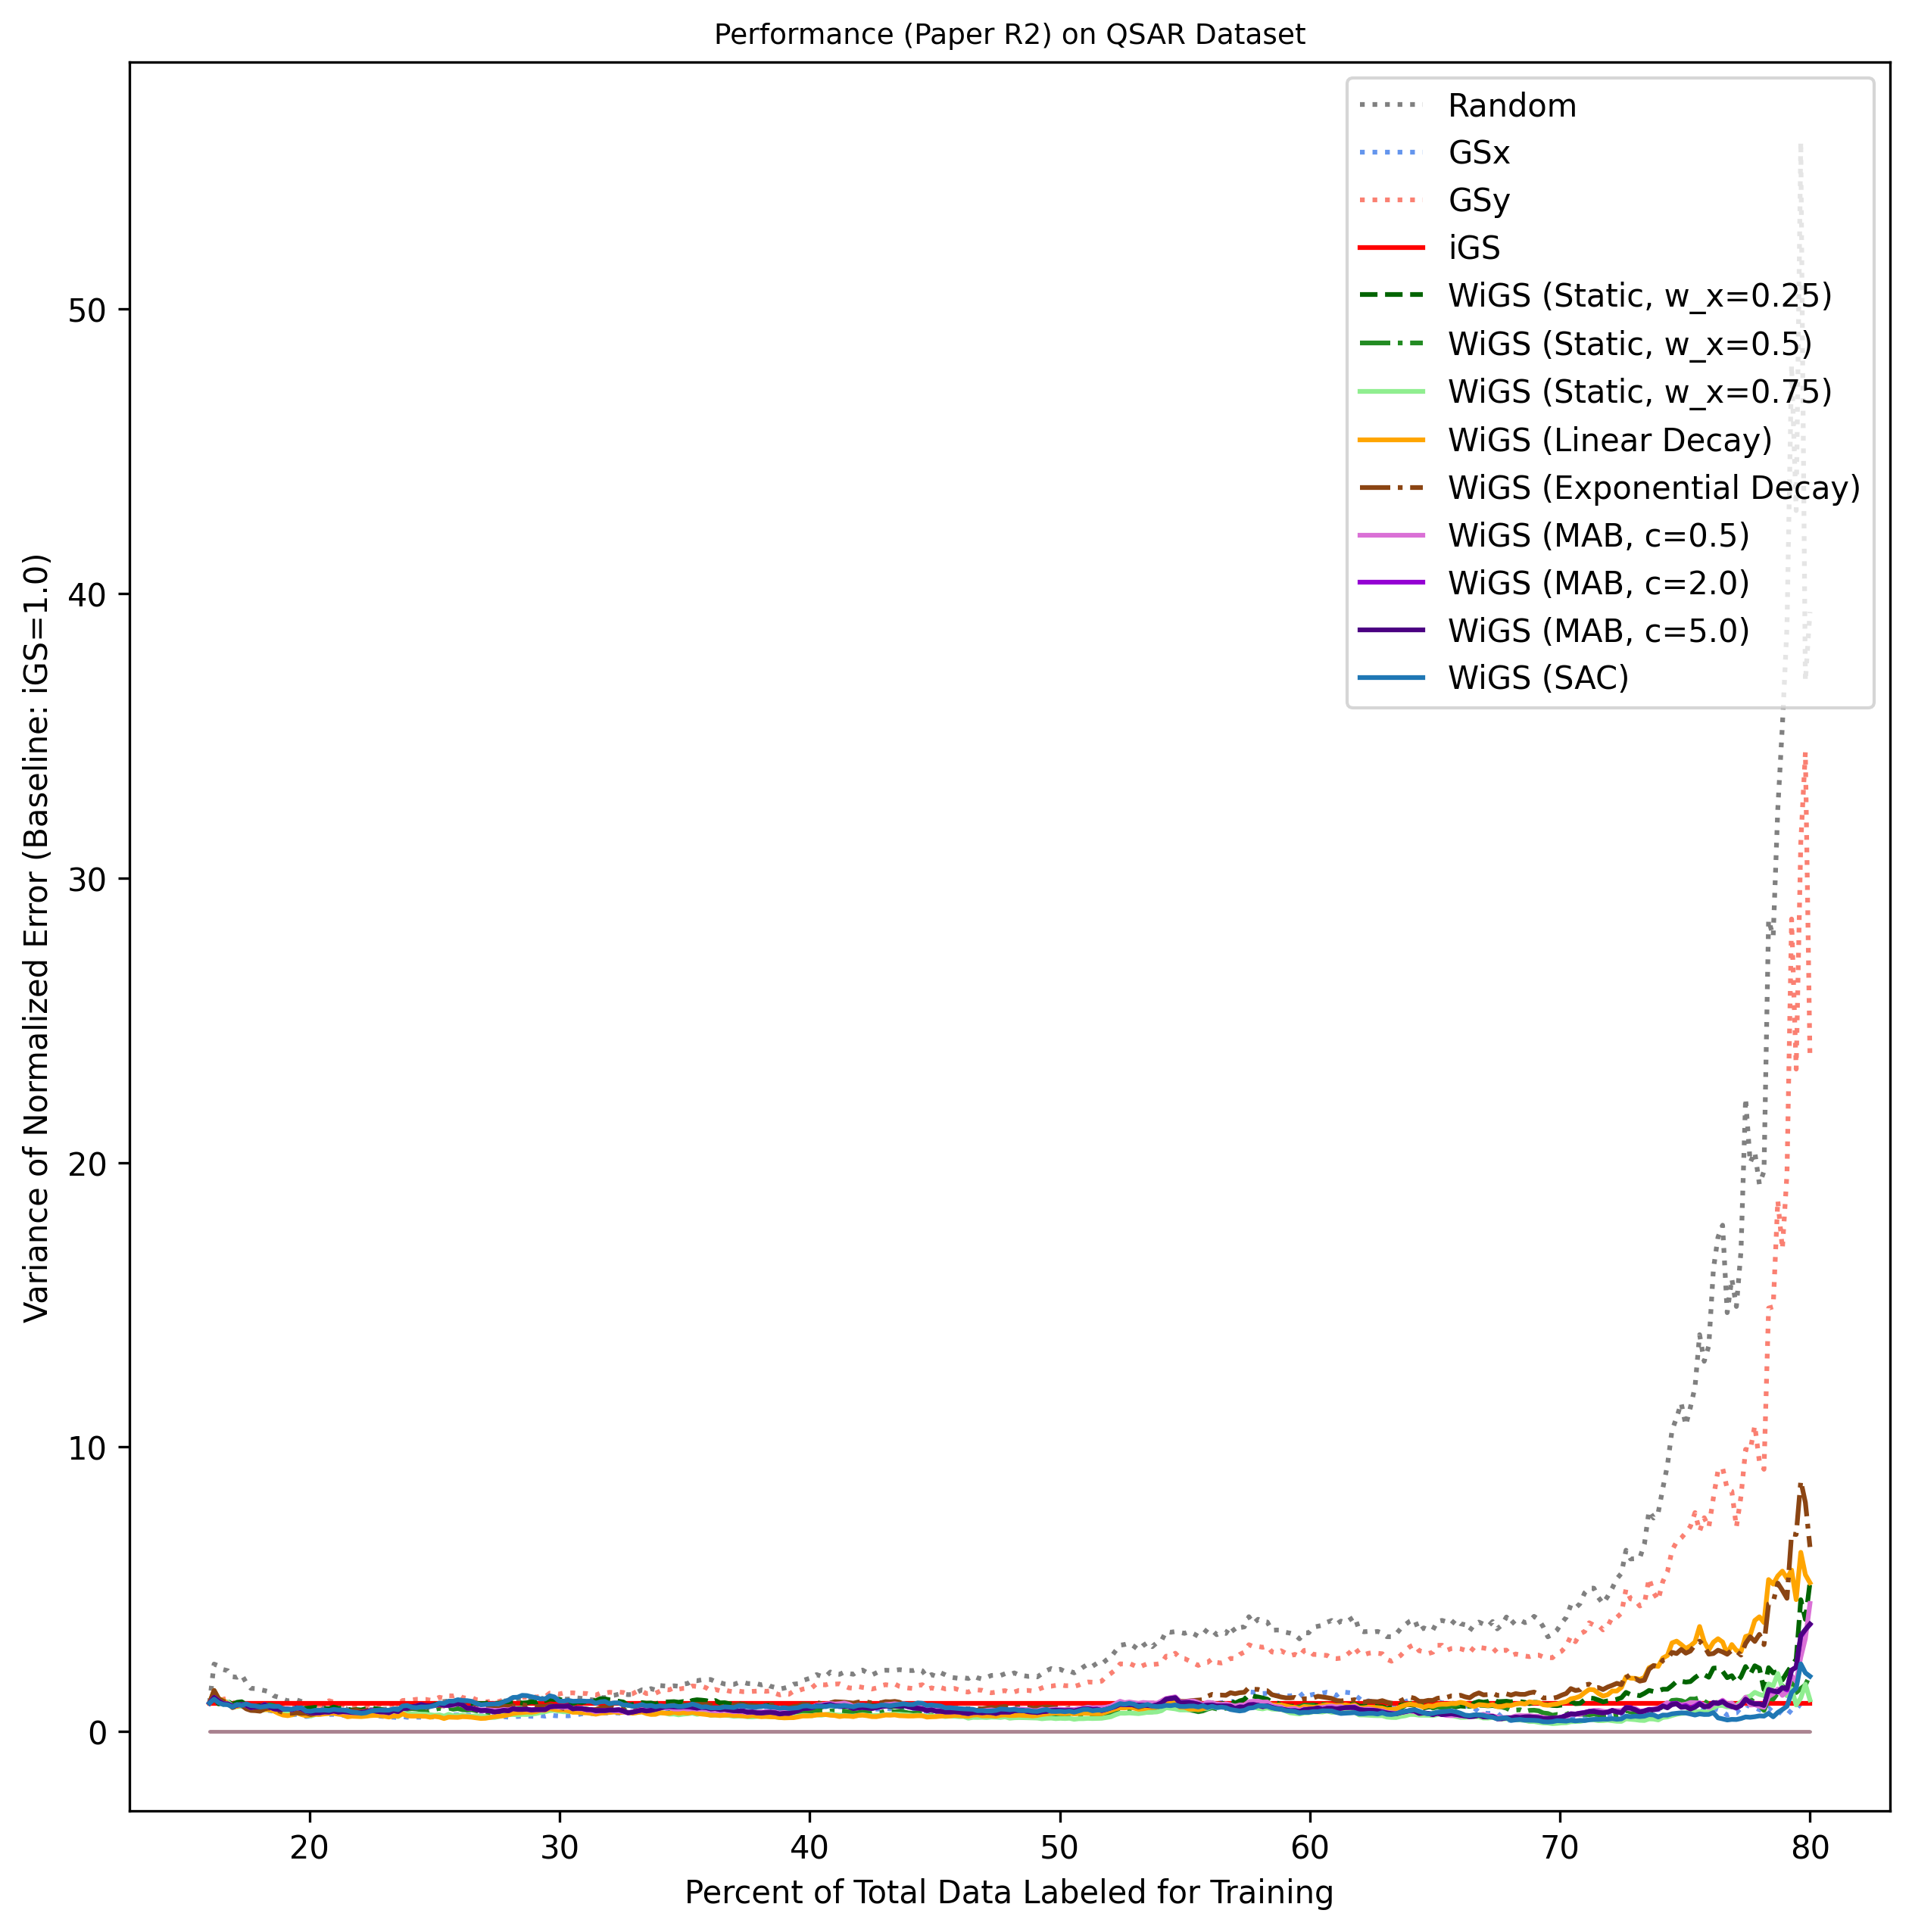 Performance (Paper R2) on QSAR Dataset
Variance of Normalized Error (Baseline: iGS=1.0)
50
40
30
20
10
0
Random
GSx
GSy
iGS
WiGS (Static, w_x=0.25)
WiGS (Static, w_x=0.5)
WiGS (Static, w_x=0.75)
WiGS (Linear Decay)
WiGS (Exponential Decay)
WiGS (MAB, c=0.5)
WiGS (MAB, c=2.0)
WiGS (MAB, c=5.0)
WiGS (SAC)
20 30 40 50 60 70 80
Percent of Total Data Labeled for Training